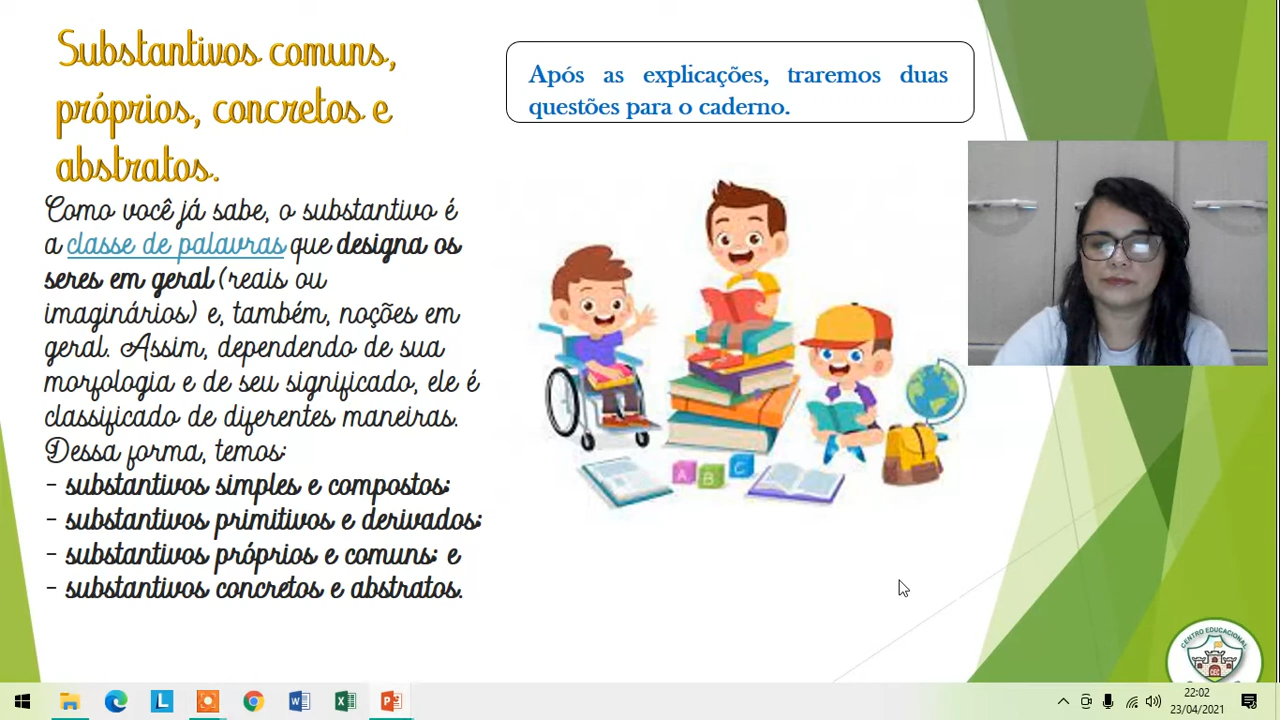 Substantivos comuns,
próprios, concretos e
abstratos.
Como você já sabe, o substantivo é
a classe de palavras que designa os
seres em geral (reais ou
imaginários) e, também, noções em
geral. Assim, dependendo de sua
morfologia e de seu significado, ele é
classificado de diferentes maneiras.
Dessa forma, temos:
- substantivos simples e compostos;
- substantivos primitivos e derivados;
- substantivos próprios e comuns; e
- substantivos concretos e abstratos.
Após as explicações, traremos duas
questões para o caderno.
A B C
CENTRO EDUCACIONAL
CEC
22:02
23/04/2021